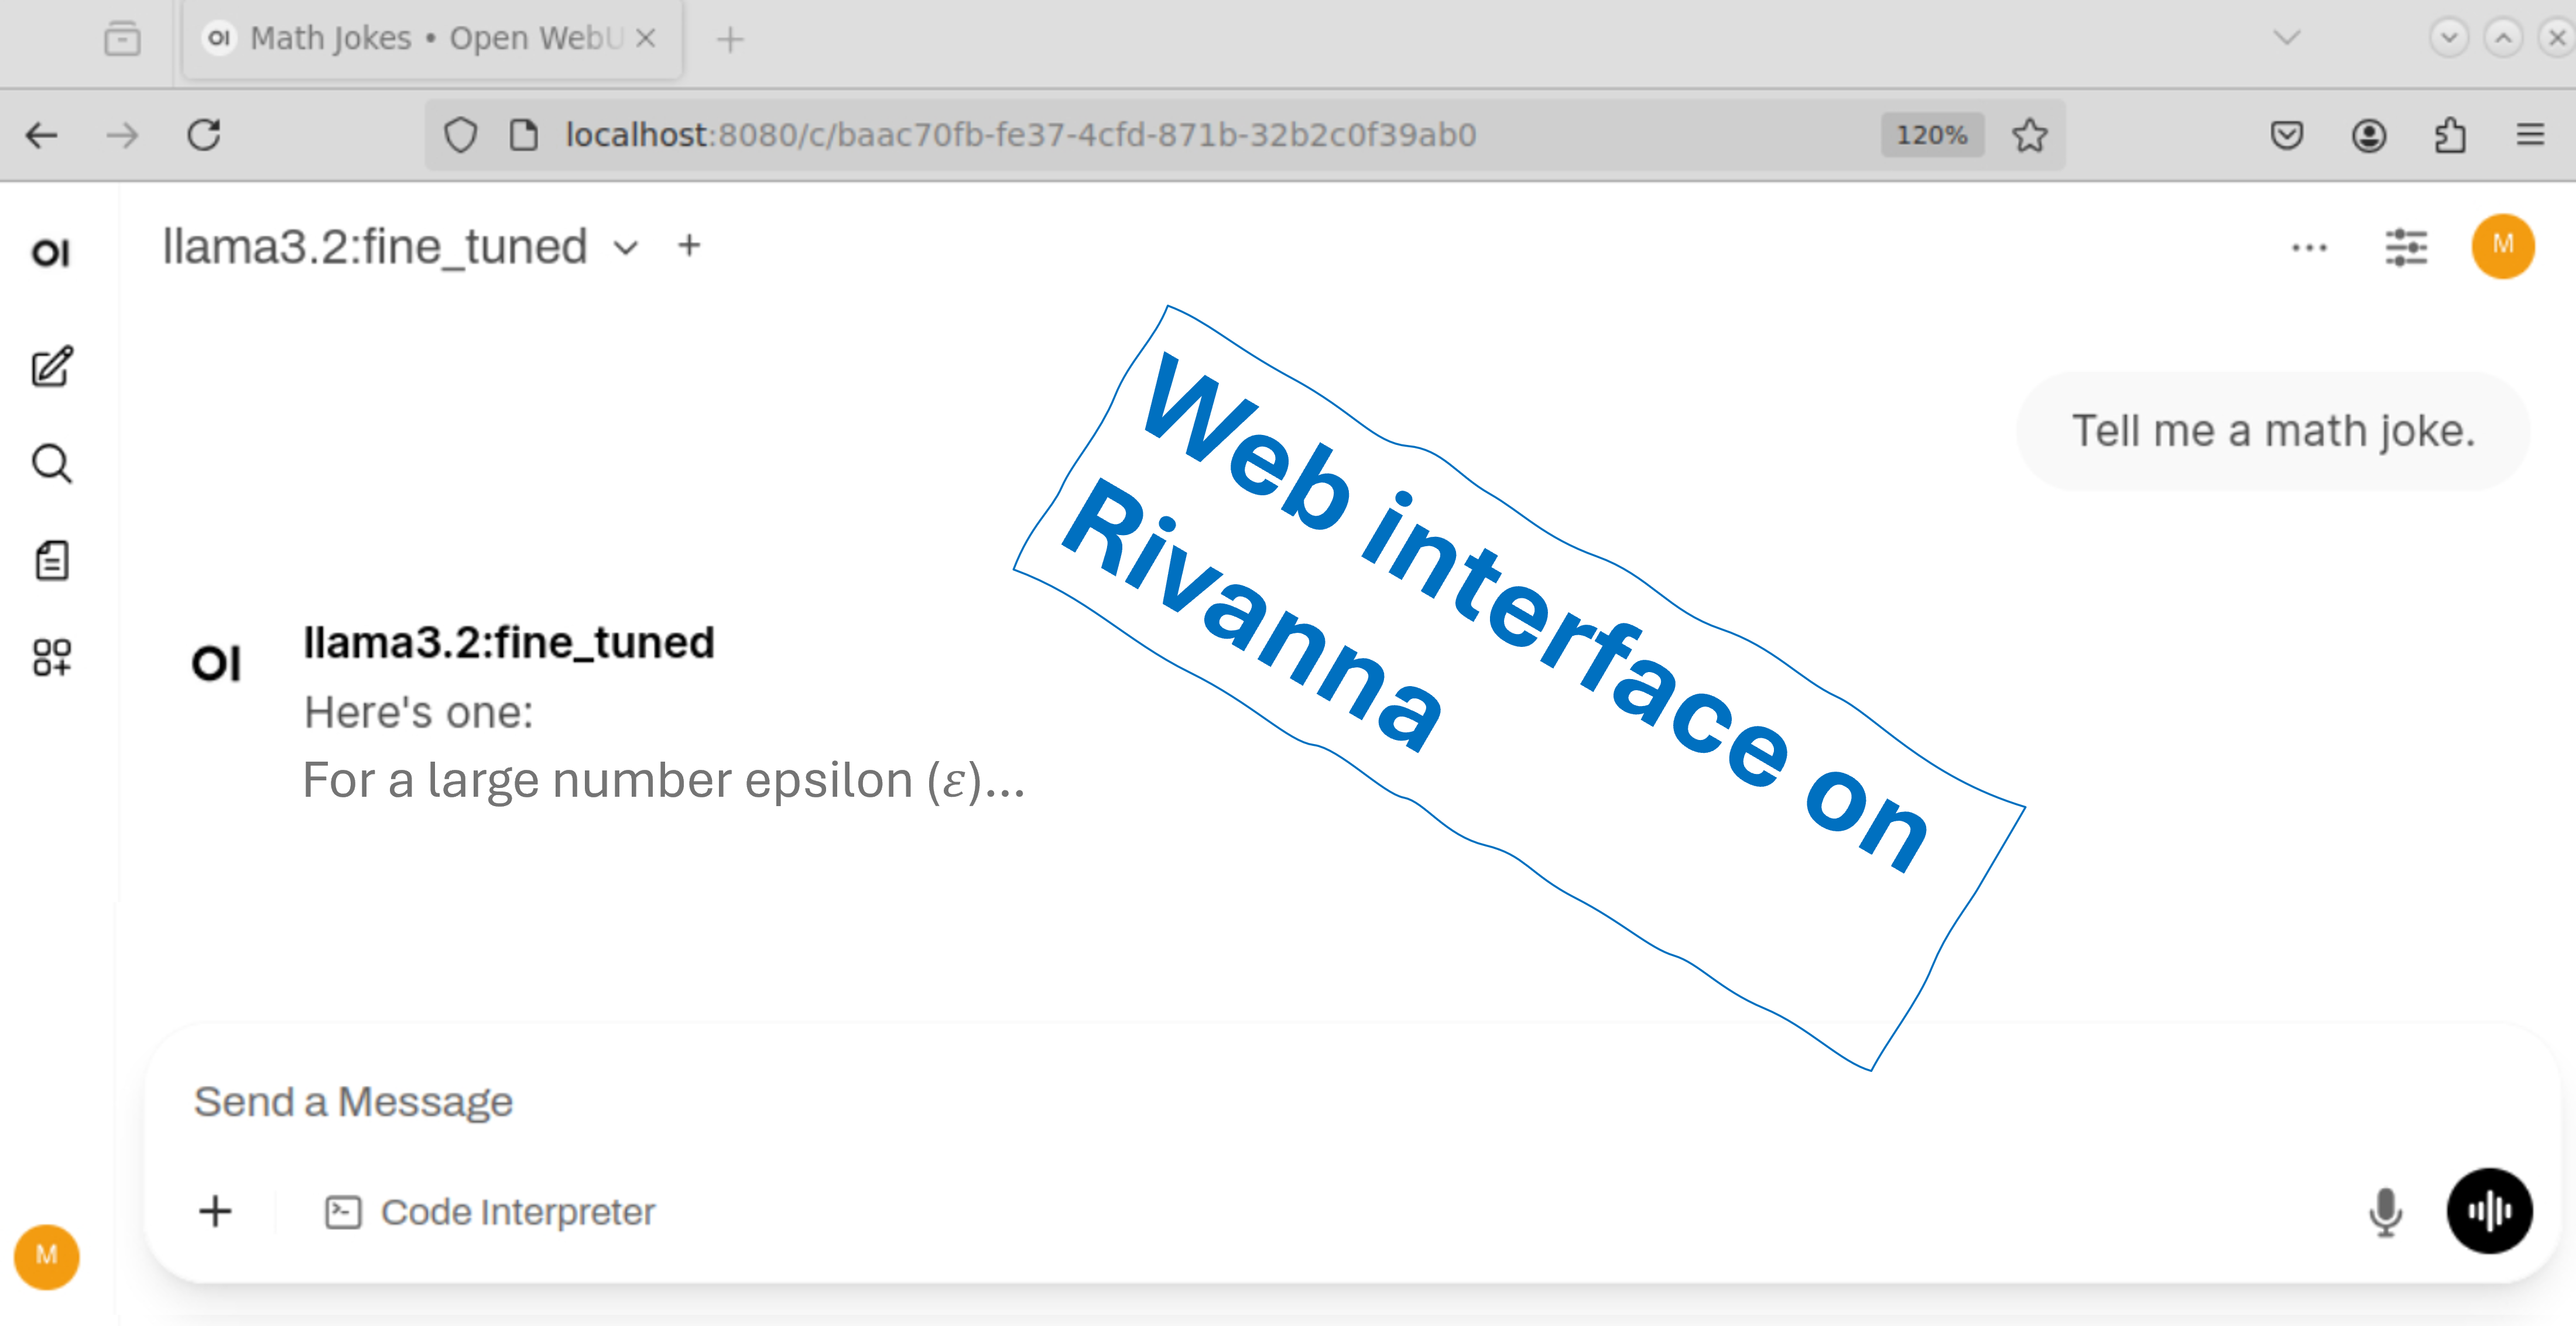 OI Math Jokes • Open WebU
localhost:8080/c/baac70fb-fe37-4cfd-871b-32b2c0f39ab0 120%
OI llama3.2:fine_tuned M
Tell me a math joke.
Web interface on
Rivanna
OI llama3.2:fine_tuned
Here's one:
For a large number epsilon (ε)...
Send a Message
Code Interpreter
M